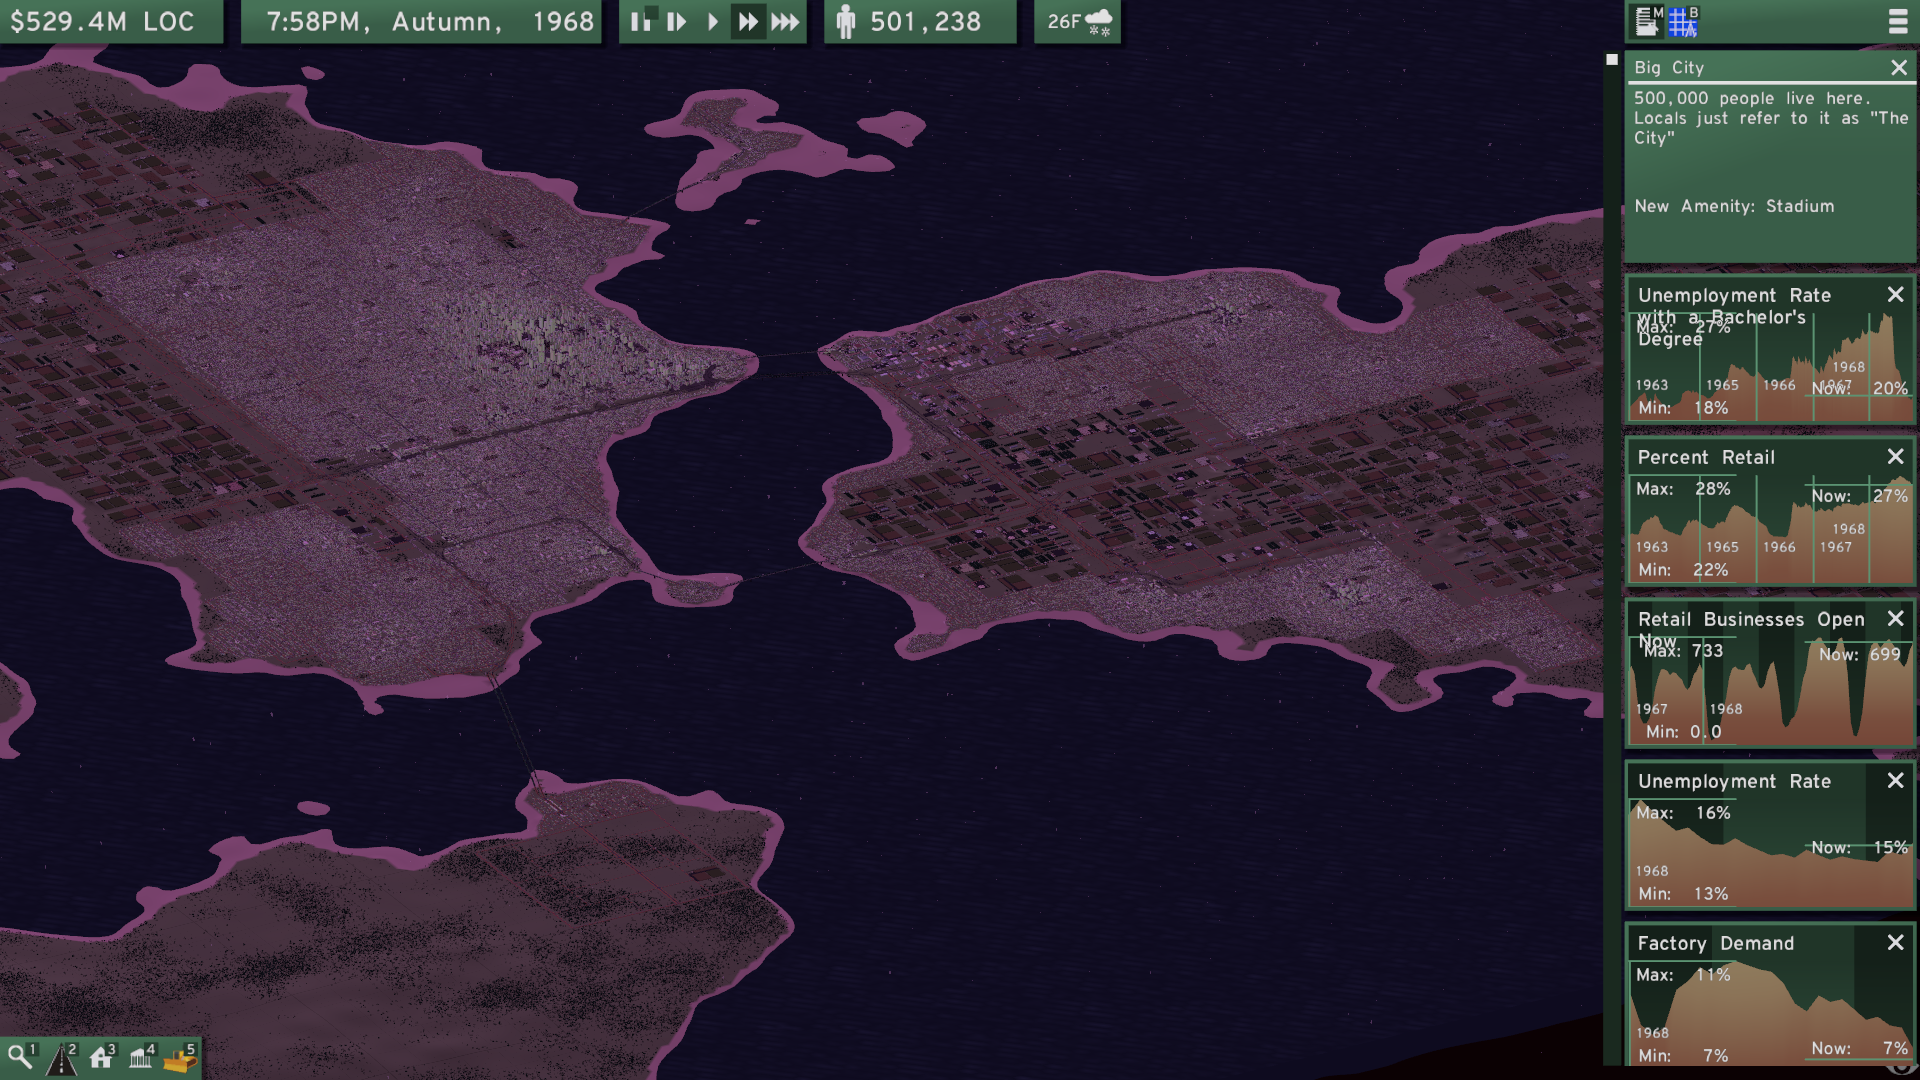 $529.4M LOC
7:58PM, Autumn, 1968
501,238
26F
M
B
Big City
500,000 people live here.
Locals just refer to it as "The
City"
New Amenity: Stadium
Unemployment Rate
with a Bachelor's
Degree
Max: 27%
1968
1963 1965 1966 1967
Now: 20%
Min: 18%
Percent Retail
Max: 28%
Now: 27%
1968
1963 1965 1966 1967
Min: 22%
Retail Businesses Open
Now
Max: 733
Now: 699
1967 1968
Min: 0.0
Unemployment Rate
Max: 16%
Now: 15%
1968
Min: 13%
Factory Demand
Max: 11%
1968
Now: 7%
Min: 7%
1 2 3 4 5